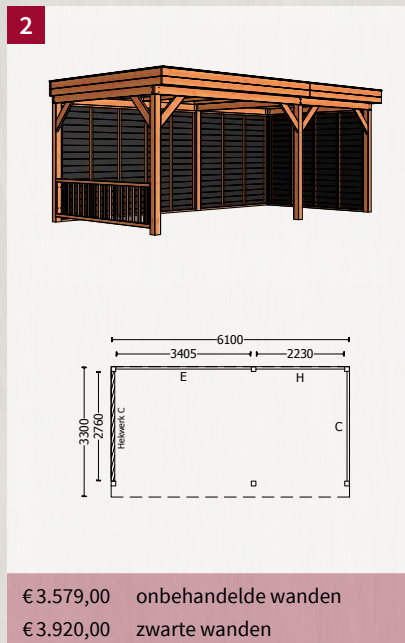 2
6100
3405 2230
E H
3300
2760
Hekwerk C
C
€ 3.579,00 onbehandelde wanden
€ 3.920,00 zwarte wanden